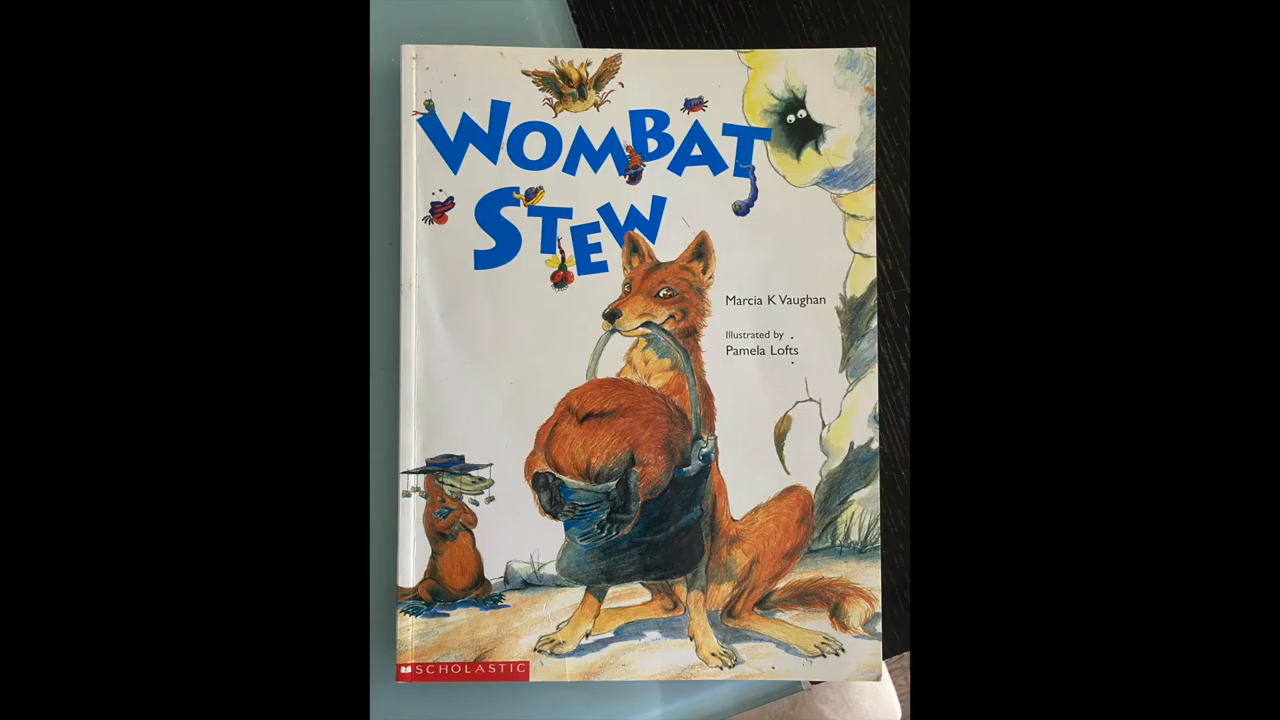 WOMBAT
STEW
Marcia K Vaughan
Illustrated by
Pamela Lofts
SCHOLASTIC